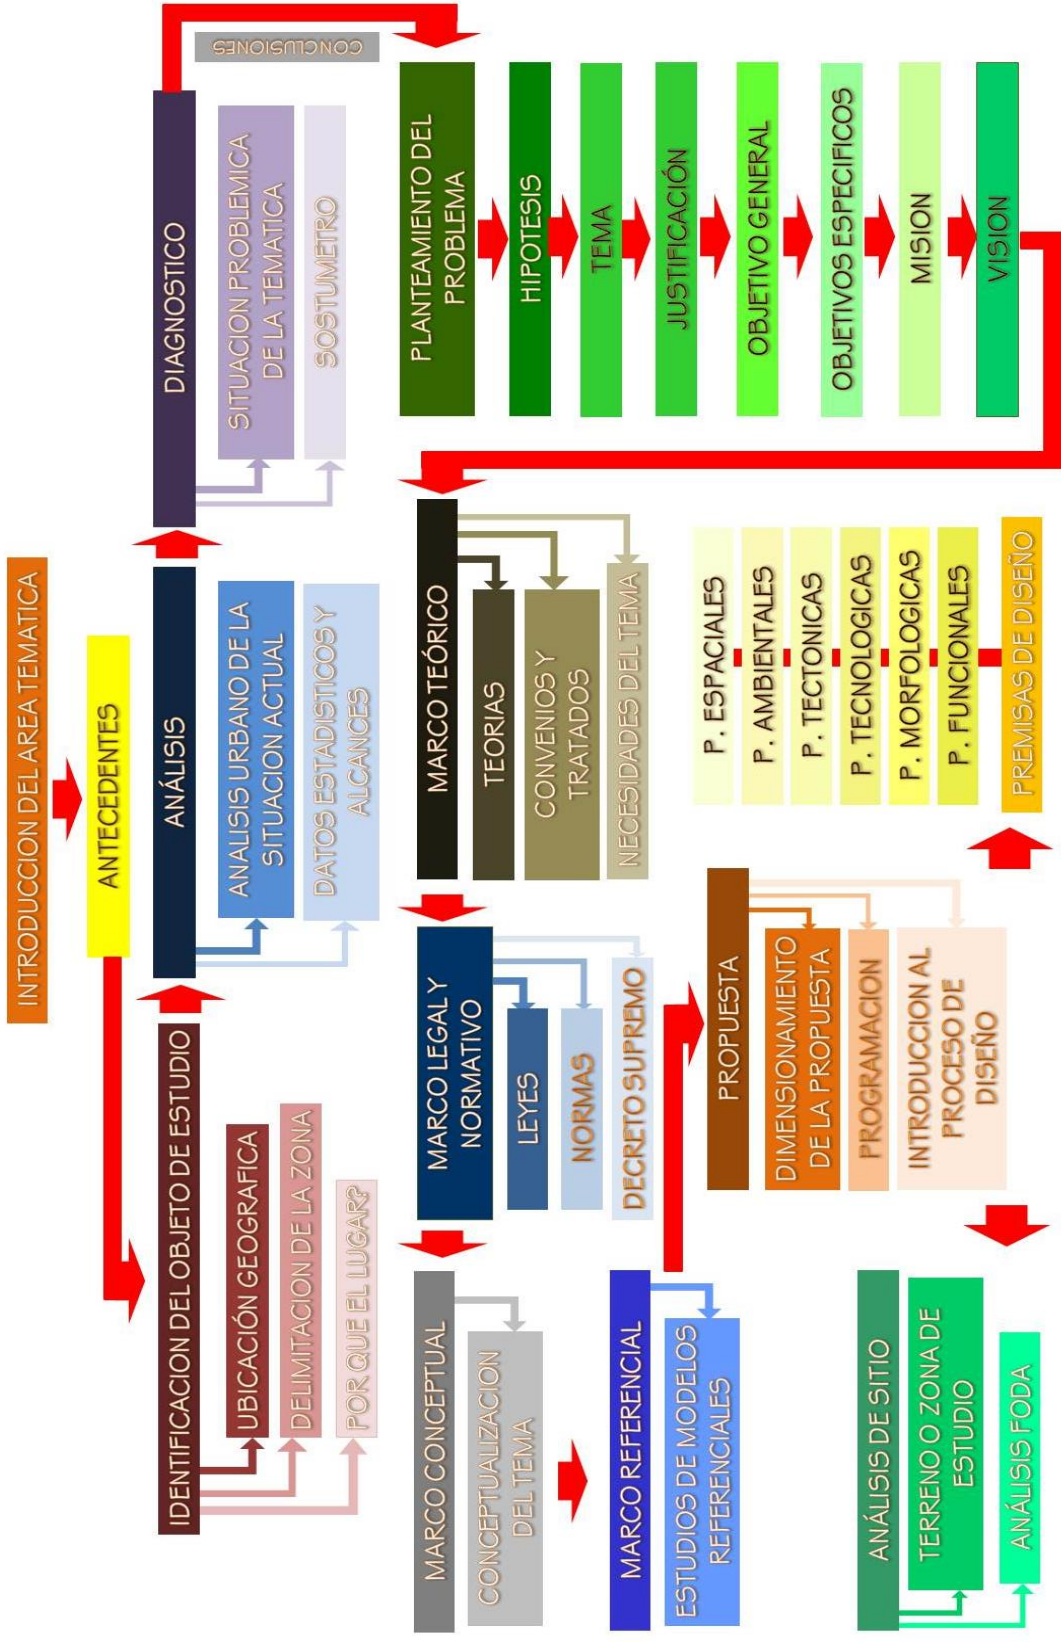 INTRODUCCION DEL AREA TEMATICA
ANTECEDENTES
IDENTIFICACION DEL OBJETO DE ESTUDIO
UBICACIÓN GEOGRAFICA
DELIMITACION DE LA ZONA
POR QUE EL LUGAR?
ANÁLISIS
ANALISIS URBANO DE LA
SITUACION ACTUAL
DATOS ESTADISTICOS Y
ALCANCES
DIAGNOSTICO
SITUACION PROBLEMICA
DE LA TEMATICA
SOSTUMETRO
CONCLUSIONES
PLANTEAMIENTO DEL
PROBLEMA
HIPOTESIS
TEMA
JUSTIFICACIÓN
OBJETIVO GENERAL
OBJETIVOS ESPECIFICOS
MISION
VISION
MARCO TEÓRICO
TEORIAS
CONVENIOS Y
TRATADOS
NECESIDADES DEL TEMA
MARCO LEGAL Y
NORMATIVO
LEYES
NORMAS
DECRETO SUPREMO
MARCO CONCEPTUAL
CONCEPTUALIZACION
DEL TEMA
MARCO REFERENCIAL
ESTUDIOS DE MODELOS
REFERENCIALES
PROPUESTA
DIMENSIONAMIENTO
DE LA PROPUESTA
PROGRAMACION
INTRODUCCION AL
PROCESO DE
DISEÑO
P. ESPACIALES
P. AMBIENTALES
P. TECTONICAS
P. TECNOLOGICAS
P. MORFOLOGICAS
P. FUNCIONALES
PREMISAS DE DISEÑO
ANÁLISIS DE SITIO
TERRENO O ZONA DE
ESTUDIO
ANÁLISIS FODA